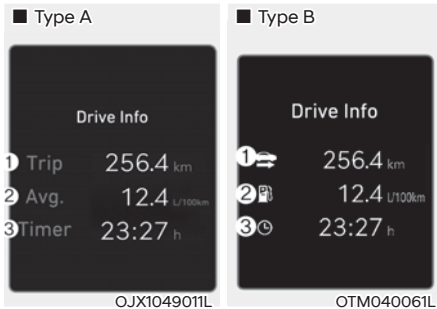 ■ Type A
Drive Info
1 Trip 256.4 km
2 Avg. 12.4 L/100km
3 Timer 23:27 h
OJX1049011L
■ Type B
Drive Info
1 256.4 km
2 12.4 L/100km
3 23:27 h
OTM040061L